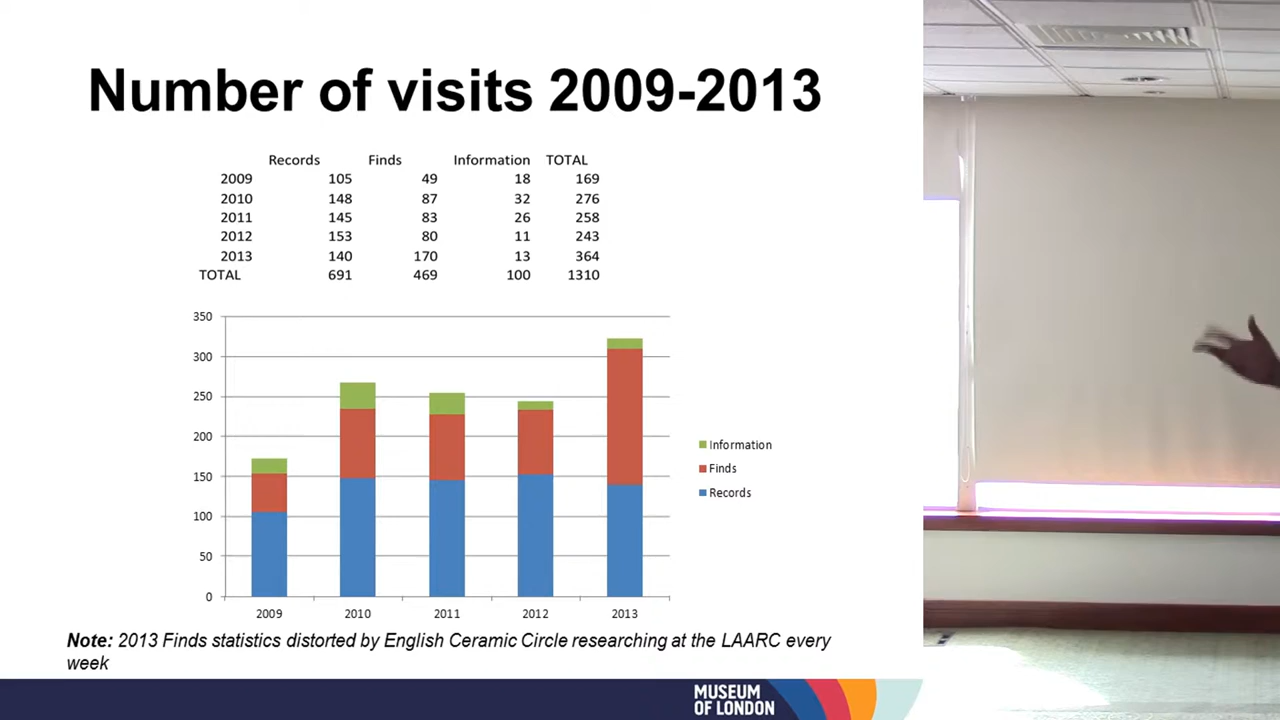 Number of visits 2009-2013
Records Finds Information TOTAL
2009 105 49 18 169
2010 148 87 32 276
2011 145 83 26 258
2012 153 80 11 243
2013 140 170 13 364
TOTAL 691 469 100 1310
350
300
250
200
150
100
50
0
2009 2010 2011 2012 2013
Information
Finds
Records
Note: 2013 Finds statistics distorted by English Ceramic Circle researching at the LAARC every
week
MUSEUM
OF LONDON